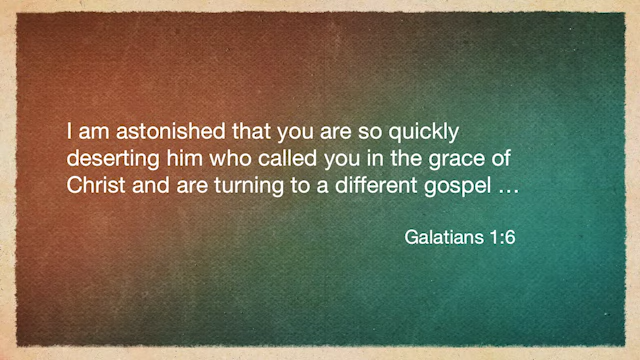 I am astonished that you are so quickly
deserting him who called you in the grace of
Christ and are turning to a different gospel …
Galatians 1:6